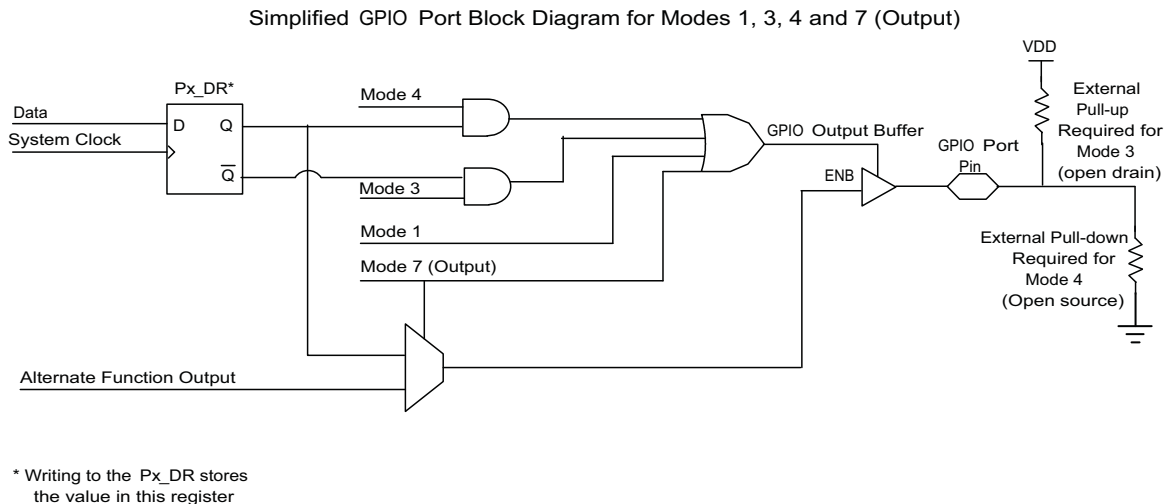 Simplified GPIO Port Block Diagram for Modes 1, 3, 4 and 7 (Output)
VDD
Px_DR*
Data
System Clock
D
Q
Q̅
Mode 4
Mode 3
Mode 1
Mode 7 (Output)
Alternate Function Output
GPIO Output Buffer
ENB
GPIO Port
Pin
External
Pull-up
Required for
Mode 3
(open drain)
External Pull-down
Required for
Mode 4
(Open source)
* Writing to the Px_DR stores
the value in this register